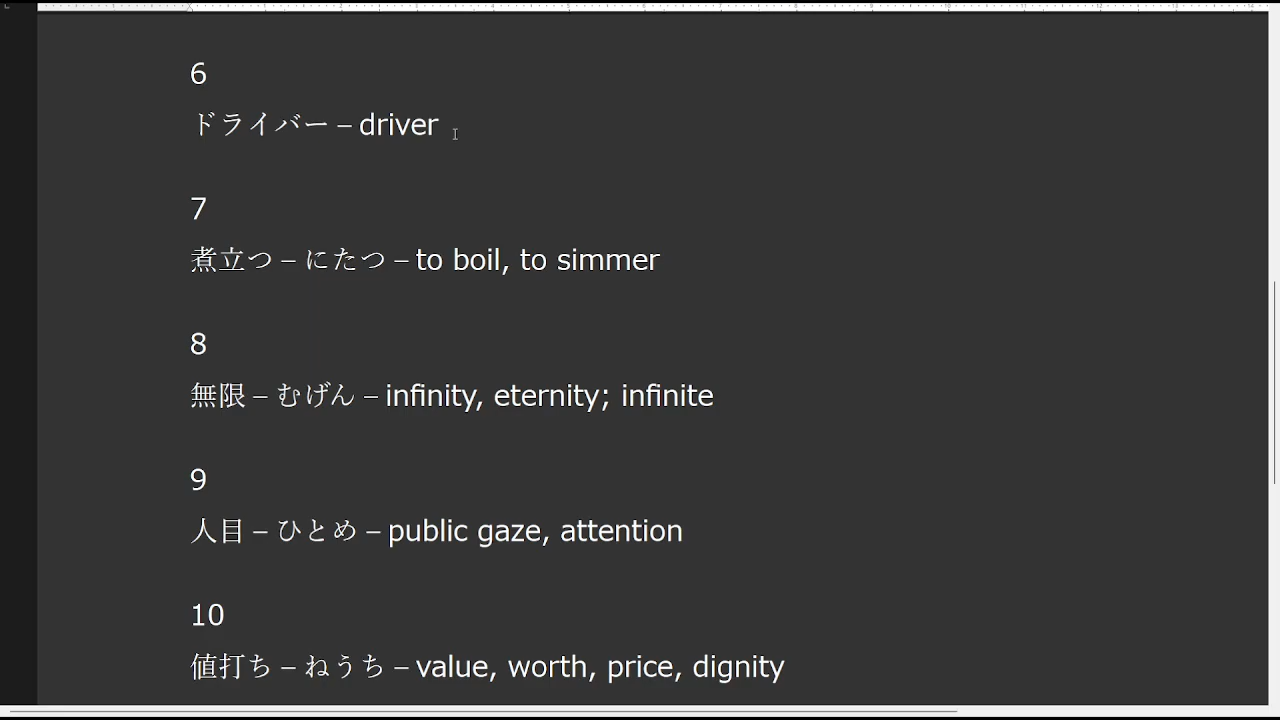 6
ドライバー – driver
7
煮立つ – にたつ – to boil, to simmer
8
無限 – むげん – infinity, eternity; infinite
9
人目 – ひとめ – public gaze, attention
10
値打ち – ねうち – value, worth, price, dignity